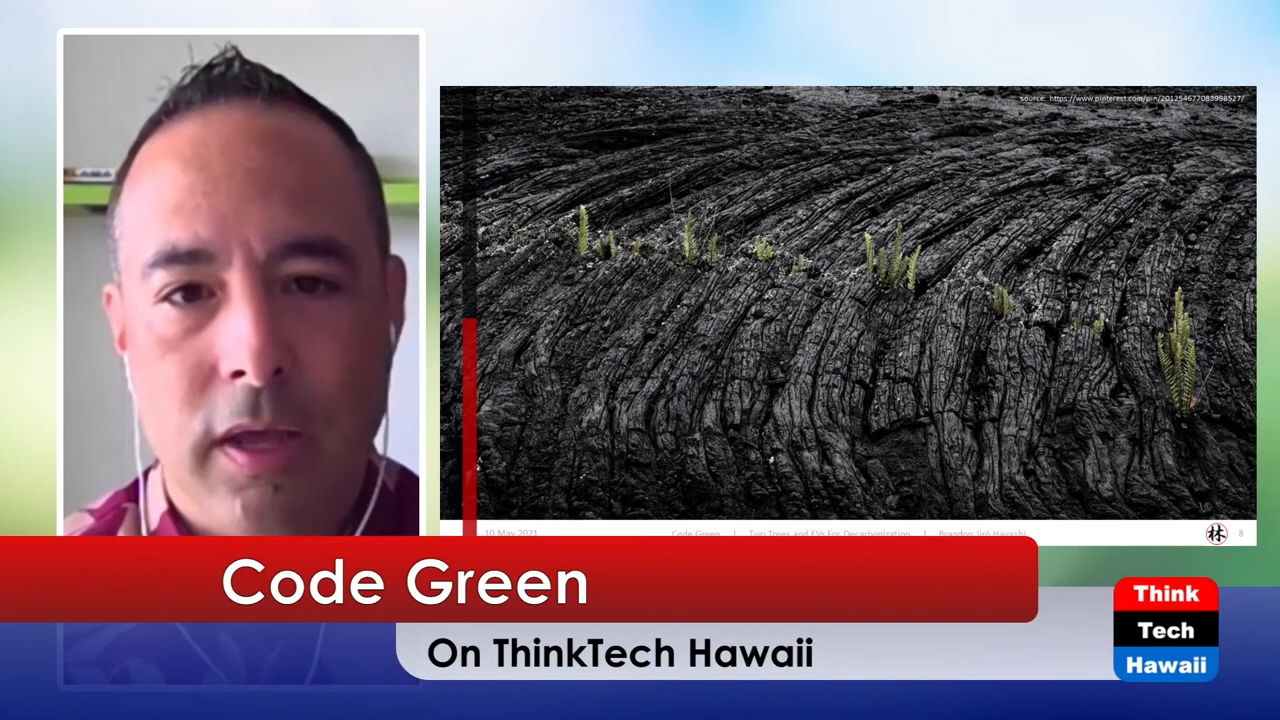 LAMA
source: https://www.pinterest.com/pin/201254677083998527/
10 May 2021
Code Green | Two Trees and EVs For Decarbonization | Brandon Jirō Hayashi
林
8
Code Green
On ThinkTech Hawaii
Think
Tech
Hawaii